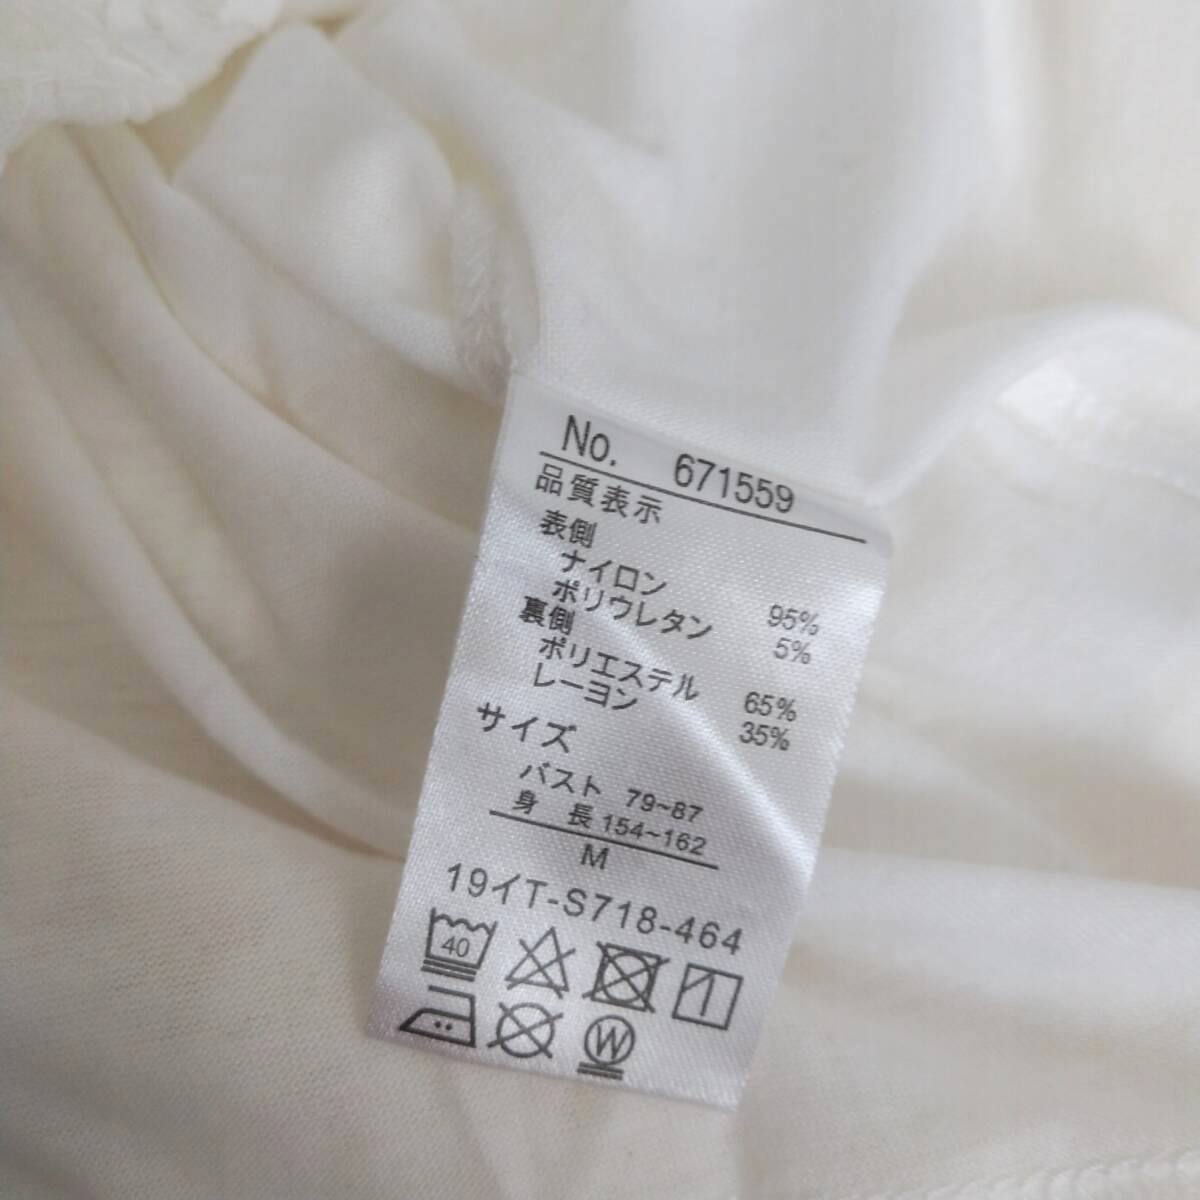 No. 671559
品質表示
表側
ナイロン 95%
ポリウレタン 5%
裏側
ポリエステル 65%
レーヨン 35%
サイズ
バスト 79~87
身 長 154~162
M
19イT-S718-464
40
W